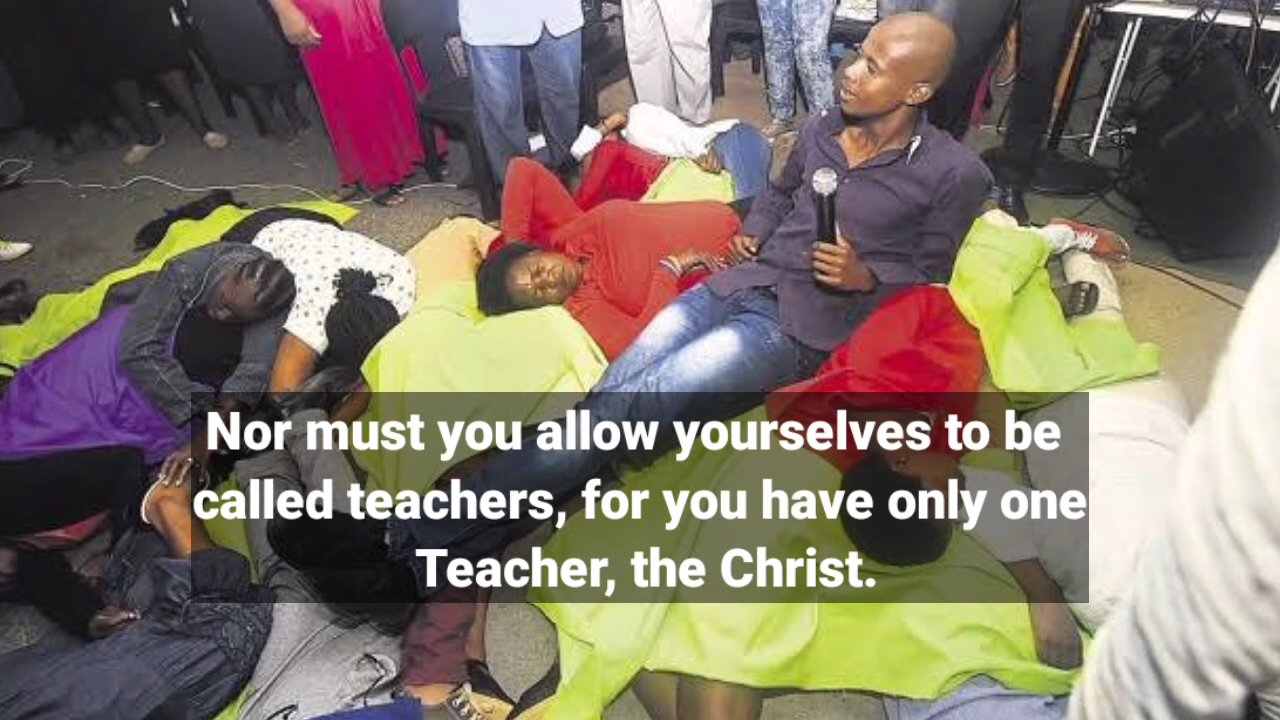 Nor must you allow yourselves to be
called teachers, for you have only one
Teacher, the Christ.